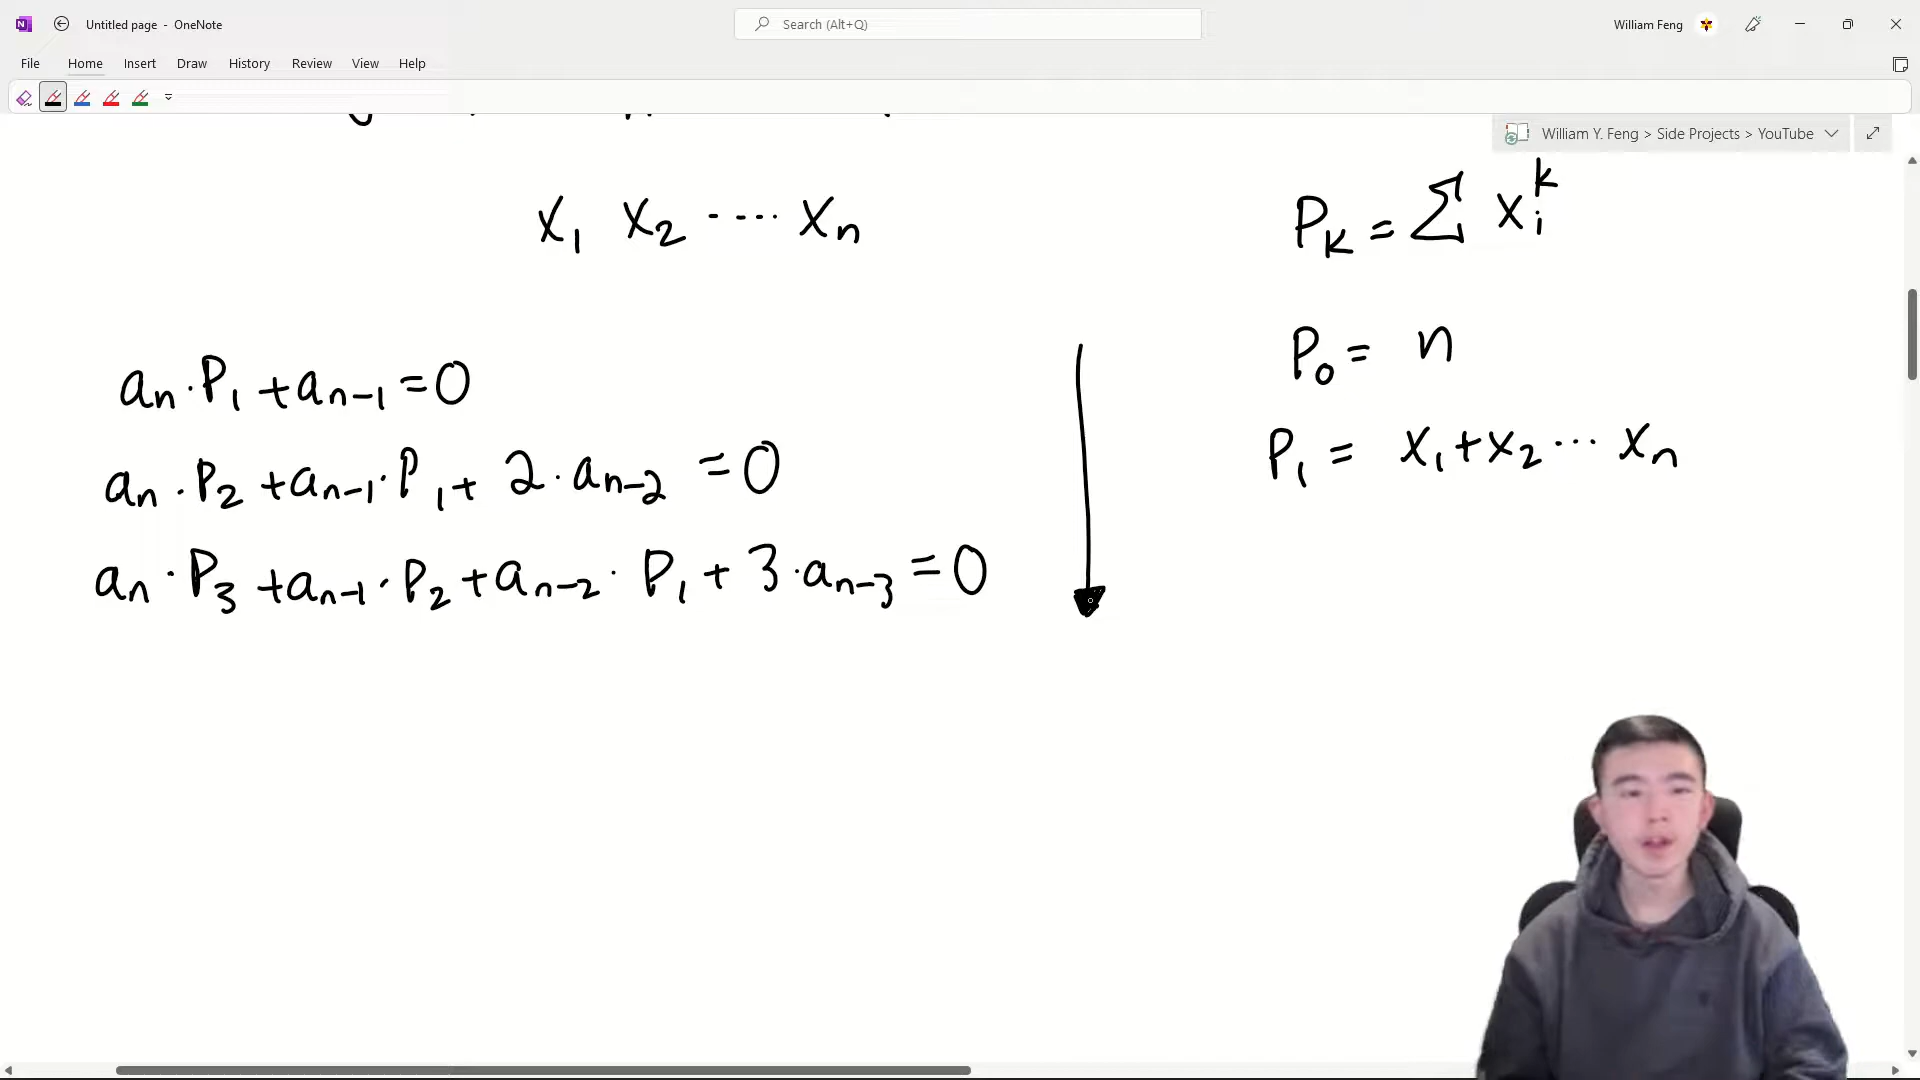 Untitled page - OneNote
Search (Alt+Q)
William Feng
File Home Insert Draw History Review View Help
William Y. Feng > Side Projects > YouTube
x₁ x₂ ····· xₙ
Pₖ = Σ xᵢᵏ
aₙ · P₁ + aₙ₋₁ = 0
aₙ · P₂ + aₙ₋₁ · P₁ + 2 · aₙ₋₂ = 0
aₙ · P₃ + aₙ₋₁ · P₂ + aₙ₋₂ · P₁ + 3 · aₙ₋₃ = 0
P₀ = n
P₁ = x₁ + x₂ ··· xₙ